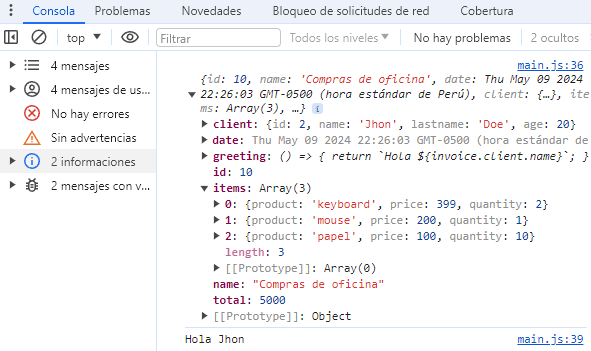 Consola Problemas Novedades Bloqueo de solicitudes de red Cobertura
top Filtrar Todos los niveles No hay problemas 2 ocultos
4 mensajes
4 mensajes de us...
No hay errores
Sin advertencias
2 informaciones
2 mensajes con v...
main.js:36
{id: 10, name: 'Compras de oficina', date: Thu May 09 2024
22:26:03 GMT-0500 (hora estándar de Perú), client: {…}, ite
ms: Array(3), …}
client: {id: 2, name: 'Jhon', lastname: 'Doe', age: 20}
date: Thu May 09 2024 22:26:03 GMT-0500 (hora estándar de
greeting: () => { return `Hola ${invoice.client.name}`; }
id: 10
items: Array(3)
0: {product: 'keyboard', price: 399, quantity: 2}
1: {product: 'mouse', price: 200, quantity: 1}
2: {product: 'papel', price: 100, quantity: 10}
length: 3
[[Prototype]]: Array(0)
name: "Compras de oficina"
total: 5000
[[Prototype]]: Object
Hola Jhon main.js:39